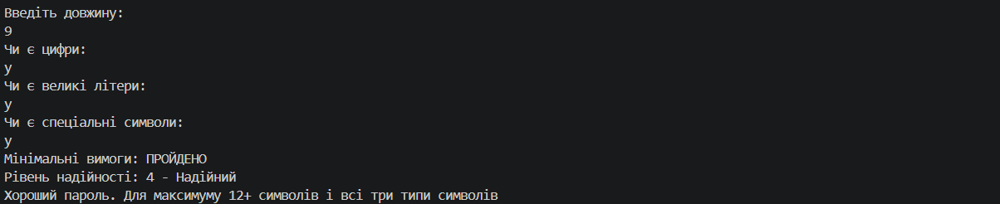 Введіть довжину:
9
Чи є цифри:
y
Чи є великі літери:
y
Чи є спеціальні символи:
y
Мінімальні вимоги: ПРОЙДЕНО
Рівень надійності: 4 - Надійний
Хороший пароль. Для максимуму 12+ символів і всі три типи символів